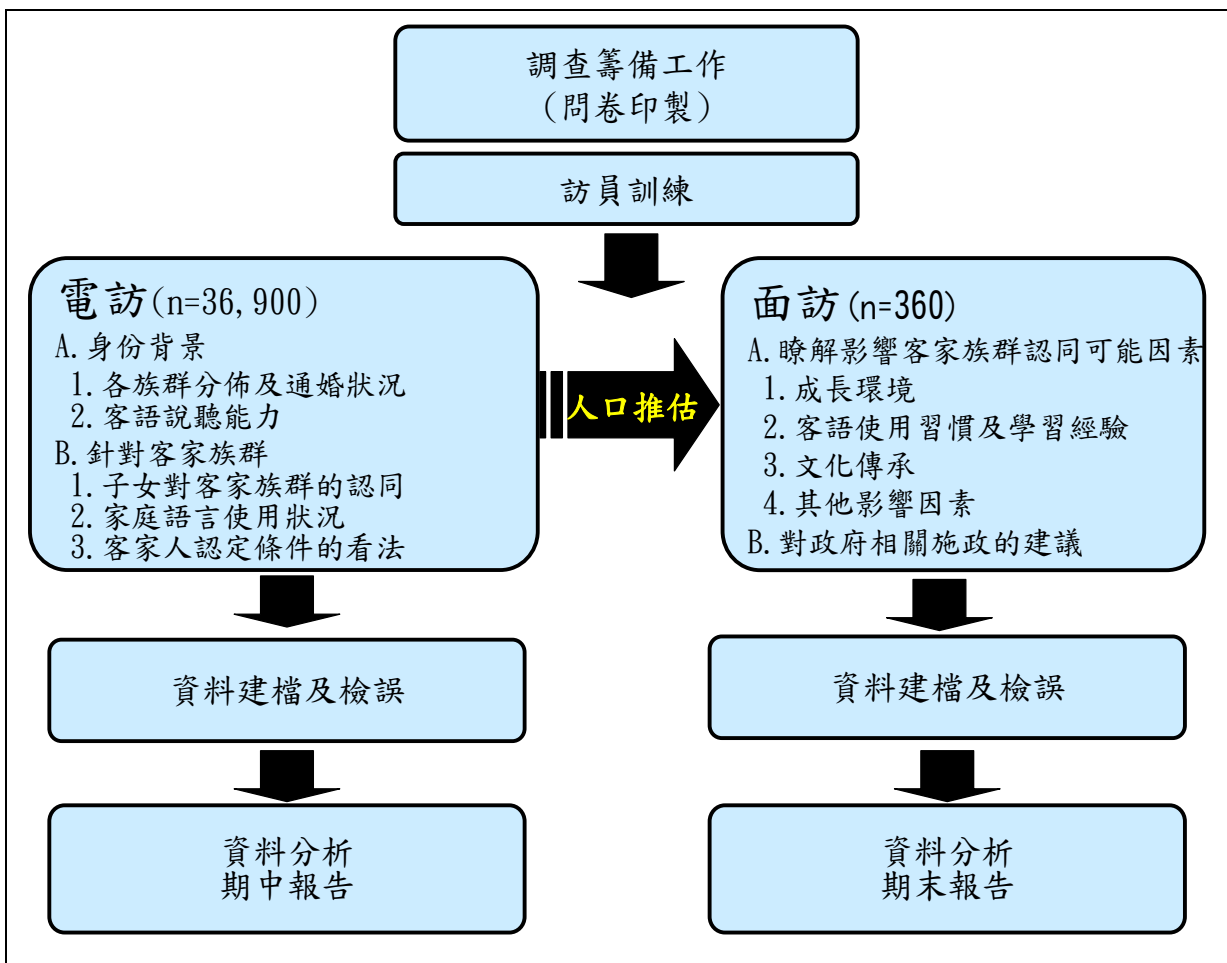 調查籌備工作
(問卷印製)
訪員訓練
電訪(n=36,900)
A.身份背景
1.各族群分佈及通婚狀況
2.客語說聽能力
B.針對客家族群
1.子女對客家族群的認同
2.家庭語言使用狀況
3.客家人認定條件的看法
人口推估
面訪(n=360)
A.瞭解影響客家族群認同可能因素
1.成長環境
2.客語使用習慣及學習經驗
3.文化傳承
4.其他影響因素
B.對政府相關施政的建議
資料建檔及檢誤
資料分析
期中報告
資料建檔及檢誤
資料分析
期末報告